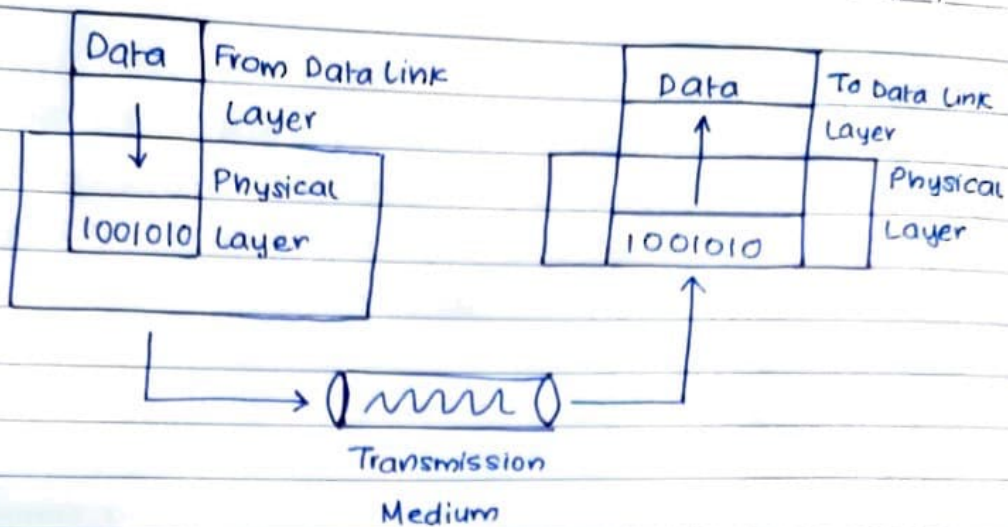 Data
From Data Link
Layer
Physical
Layer
1001010
Data
To Data Link
Layer
Physical
Layer
1001010
Transmission
Medium